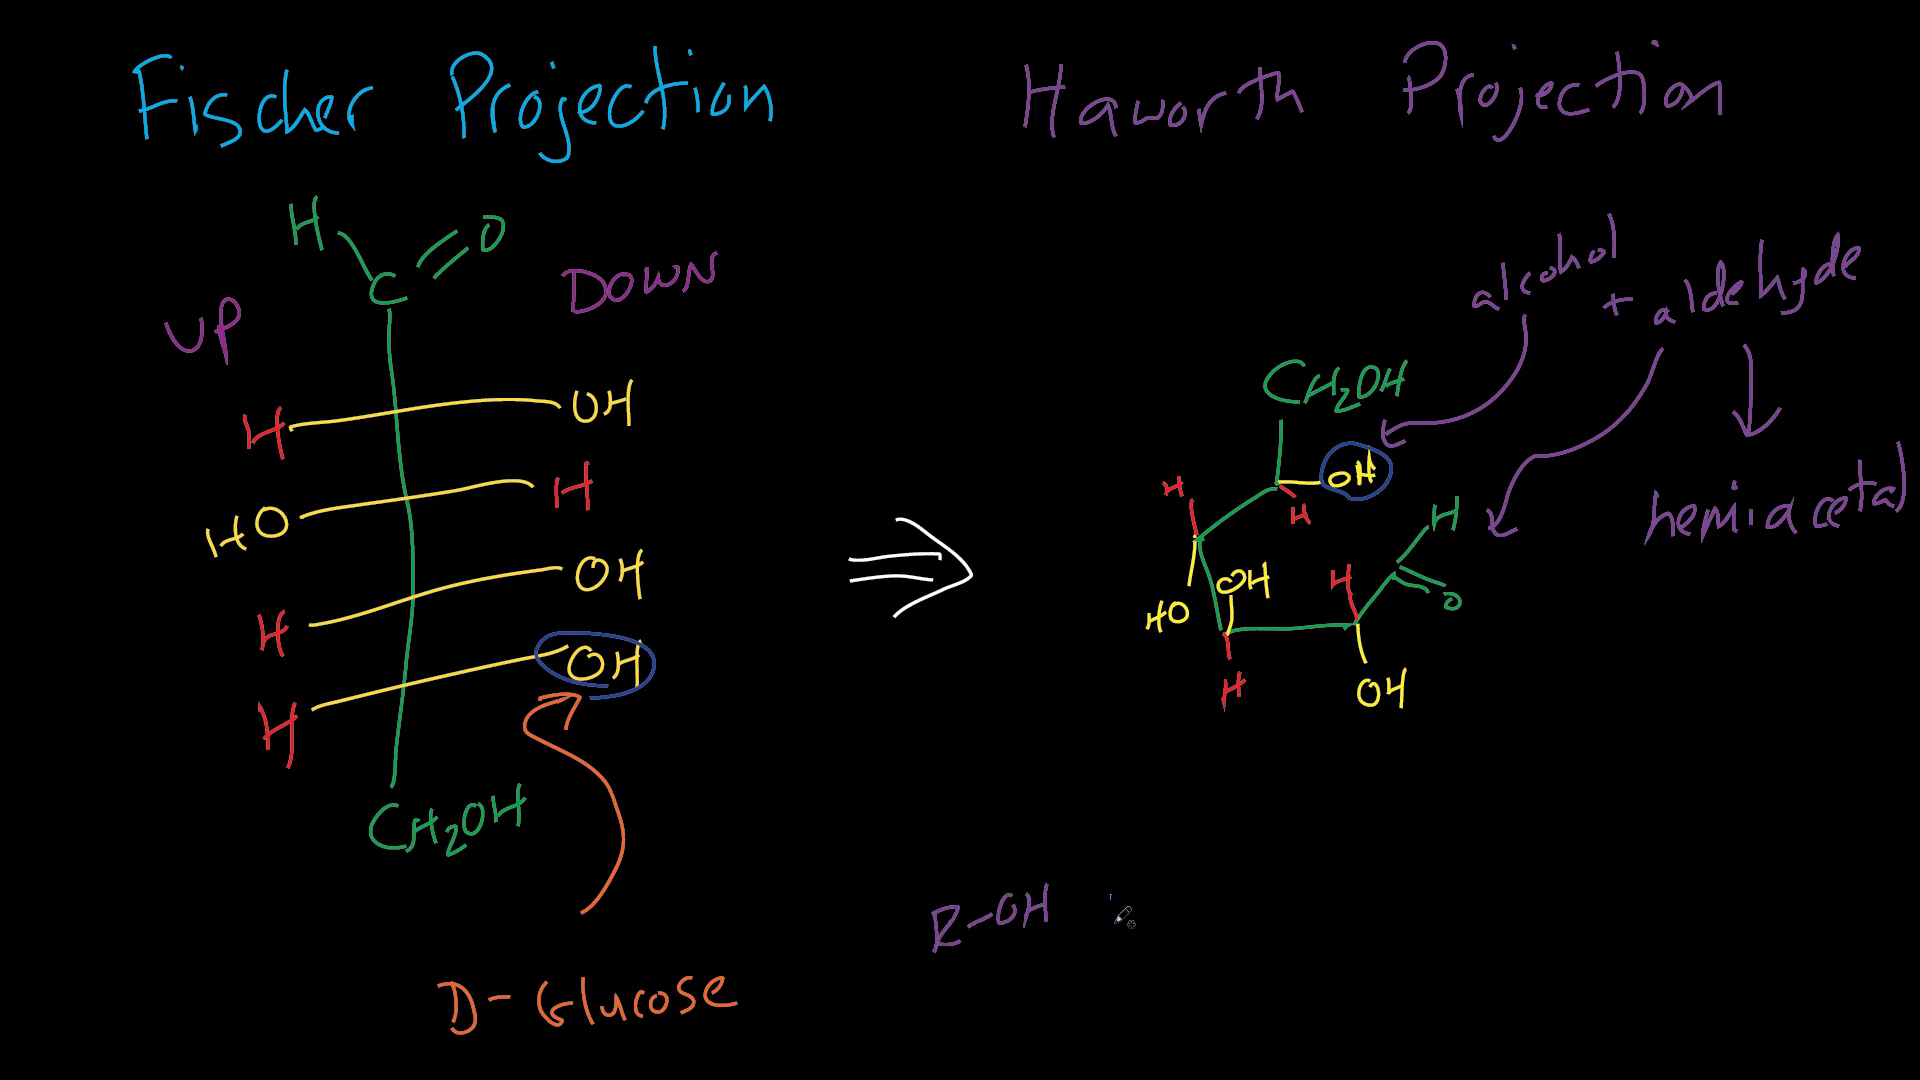 Fischer Projection
Haworth Projection
H
C
O
UP
DOWN
H
OH
HO
H
H
OH
H
OH
CH2OH
D-Glucose
alcohol
+ aldehyde
hemiacetal
CH2OH
H
OH
H
H
OH
H
HO
O
H
OH
R-OH